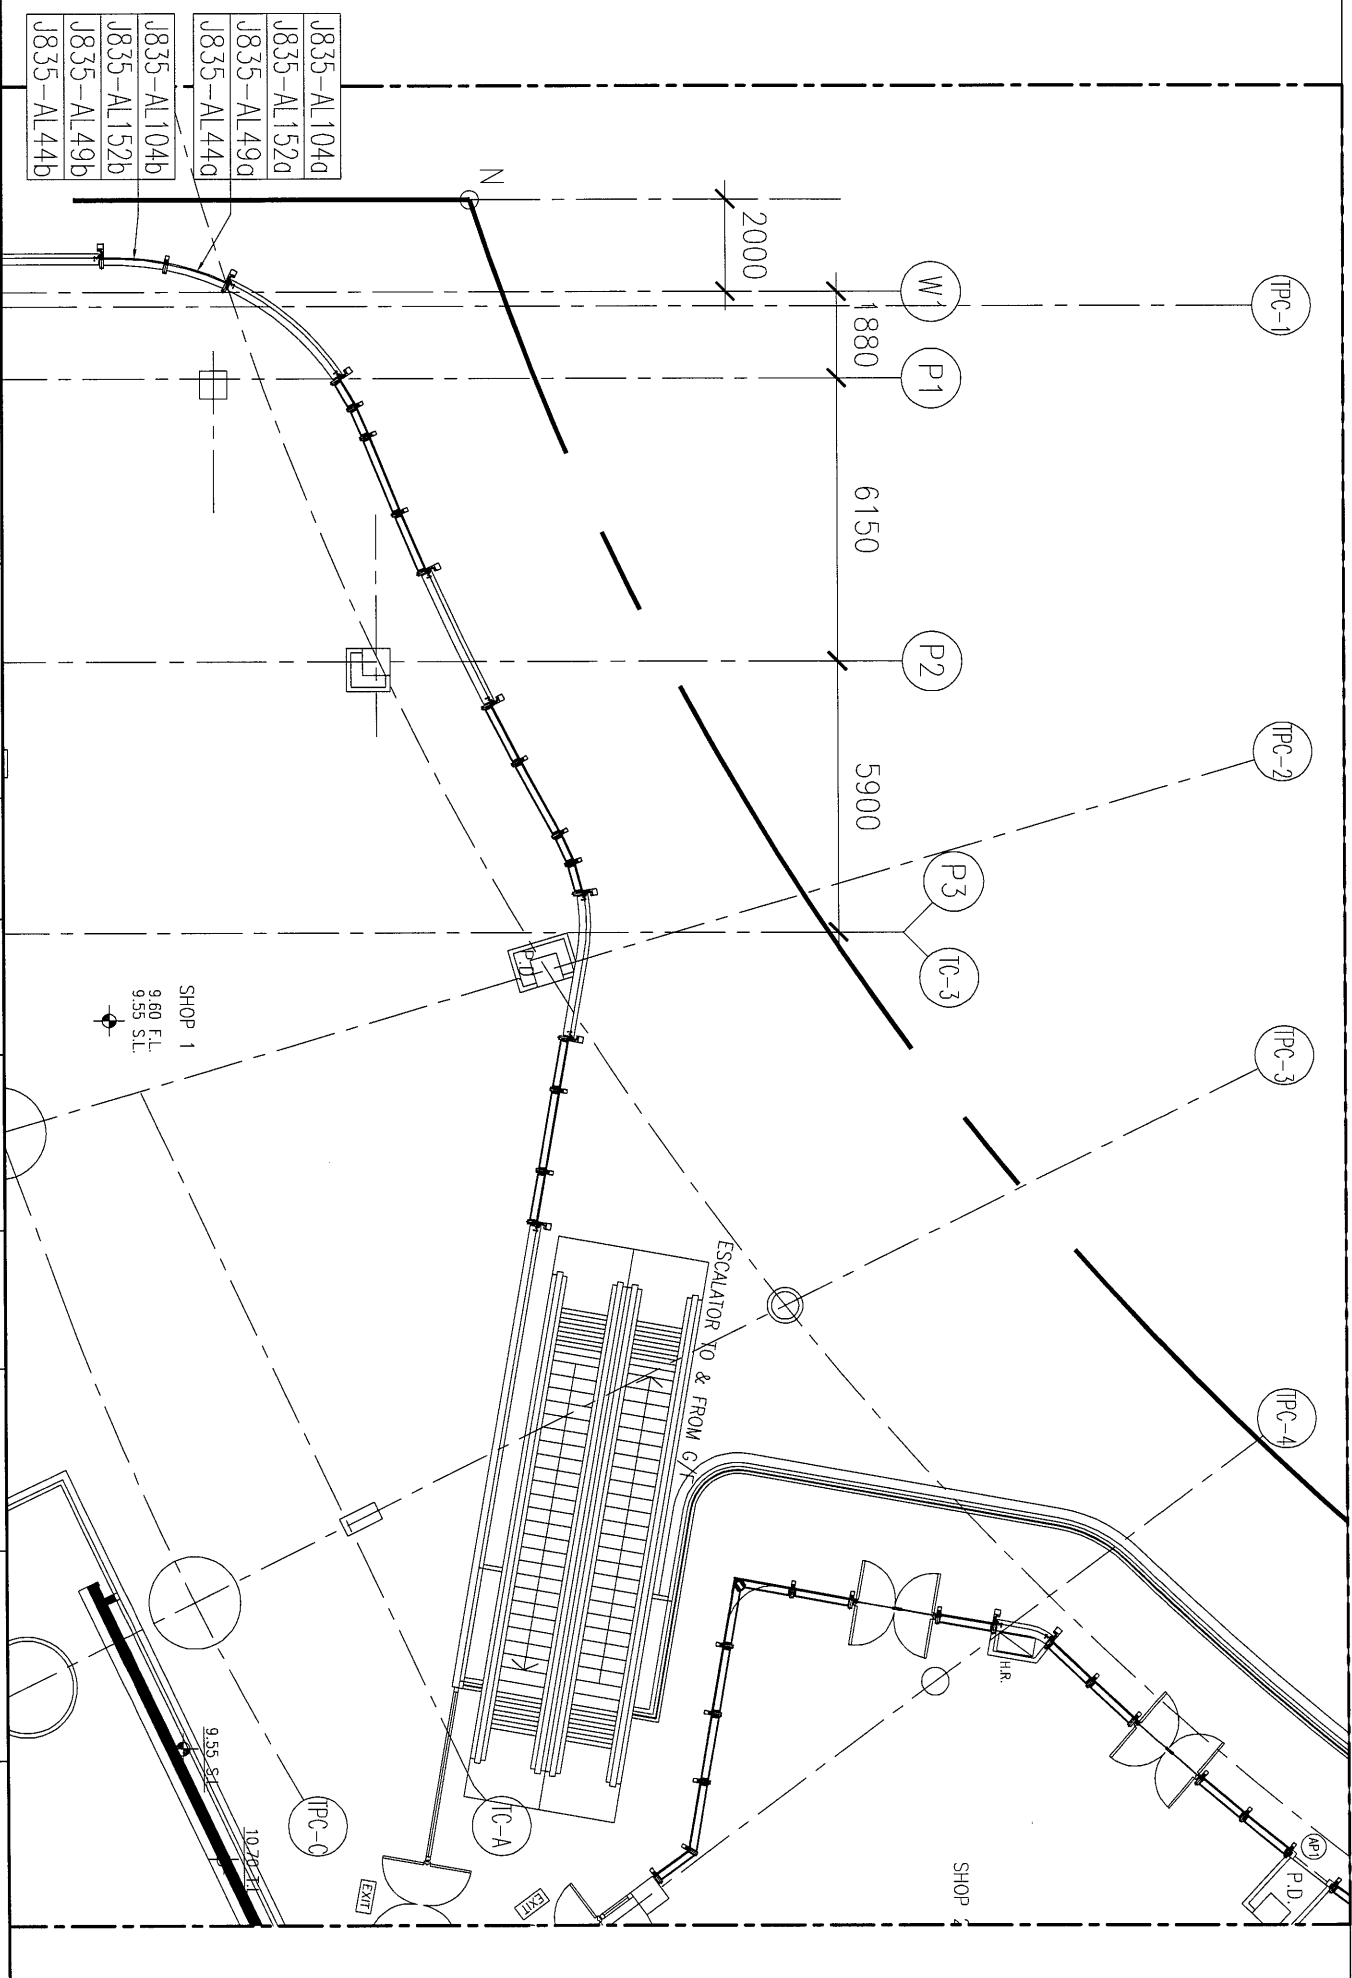 J835-AL104a
J835-AL152a
J835-AL49a
J835-AL44a
J835-AL104b
J835-AL152b
J835-AL49b
J835-AL44b
N
2000
W1
TPC-1
1880
P1
6150
P2
5900
TPC-2
P3
TC-3
TPC-3
TPC-4
P.D
SHOP 1
9.60 F.L.
9.55 S.L.
ESCALATOR TO & FROM G
H.R.
9.55 S.L
10.70
TPC-C
TC-A
EXIT
EXIT
SHOP
AP1
P.D.